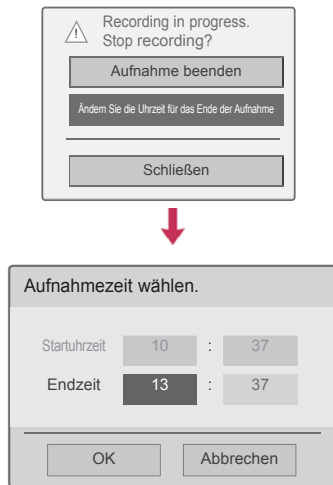 Recording in progress.
Stop recording?
Aufnahme beenden
Ändern Sie die Uhrzeit für das Ende der Aufnahme
Schließen
Aufnahmezeit wählen.
Startuhrzeit 10 : 37
Endzeit 13 : 37
OK Abbrechen